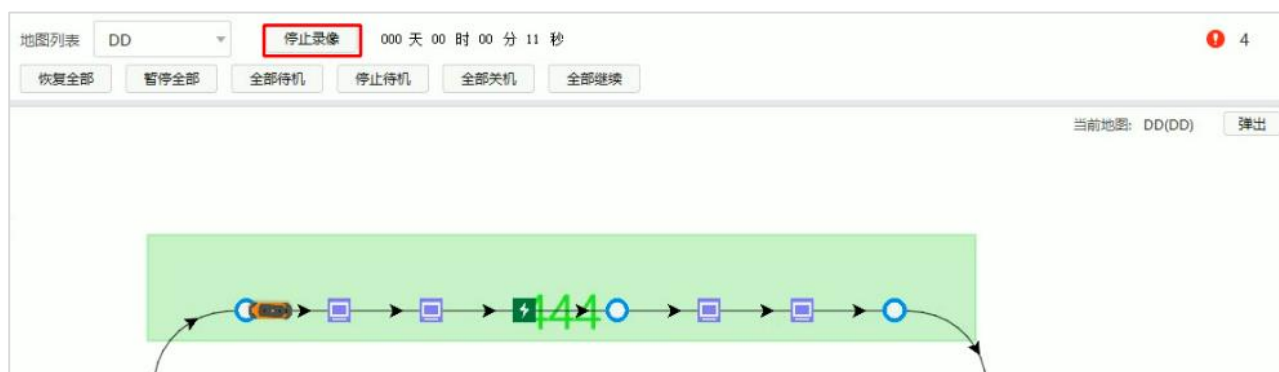 地图列表 DD 停止录像 000 天 00 时 00 分 11 秒 4
恢复全部 暂停全部 全部待机 停止待机 全部关机 全部继续
当前地图: DD(DD) 弹出
144